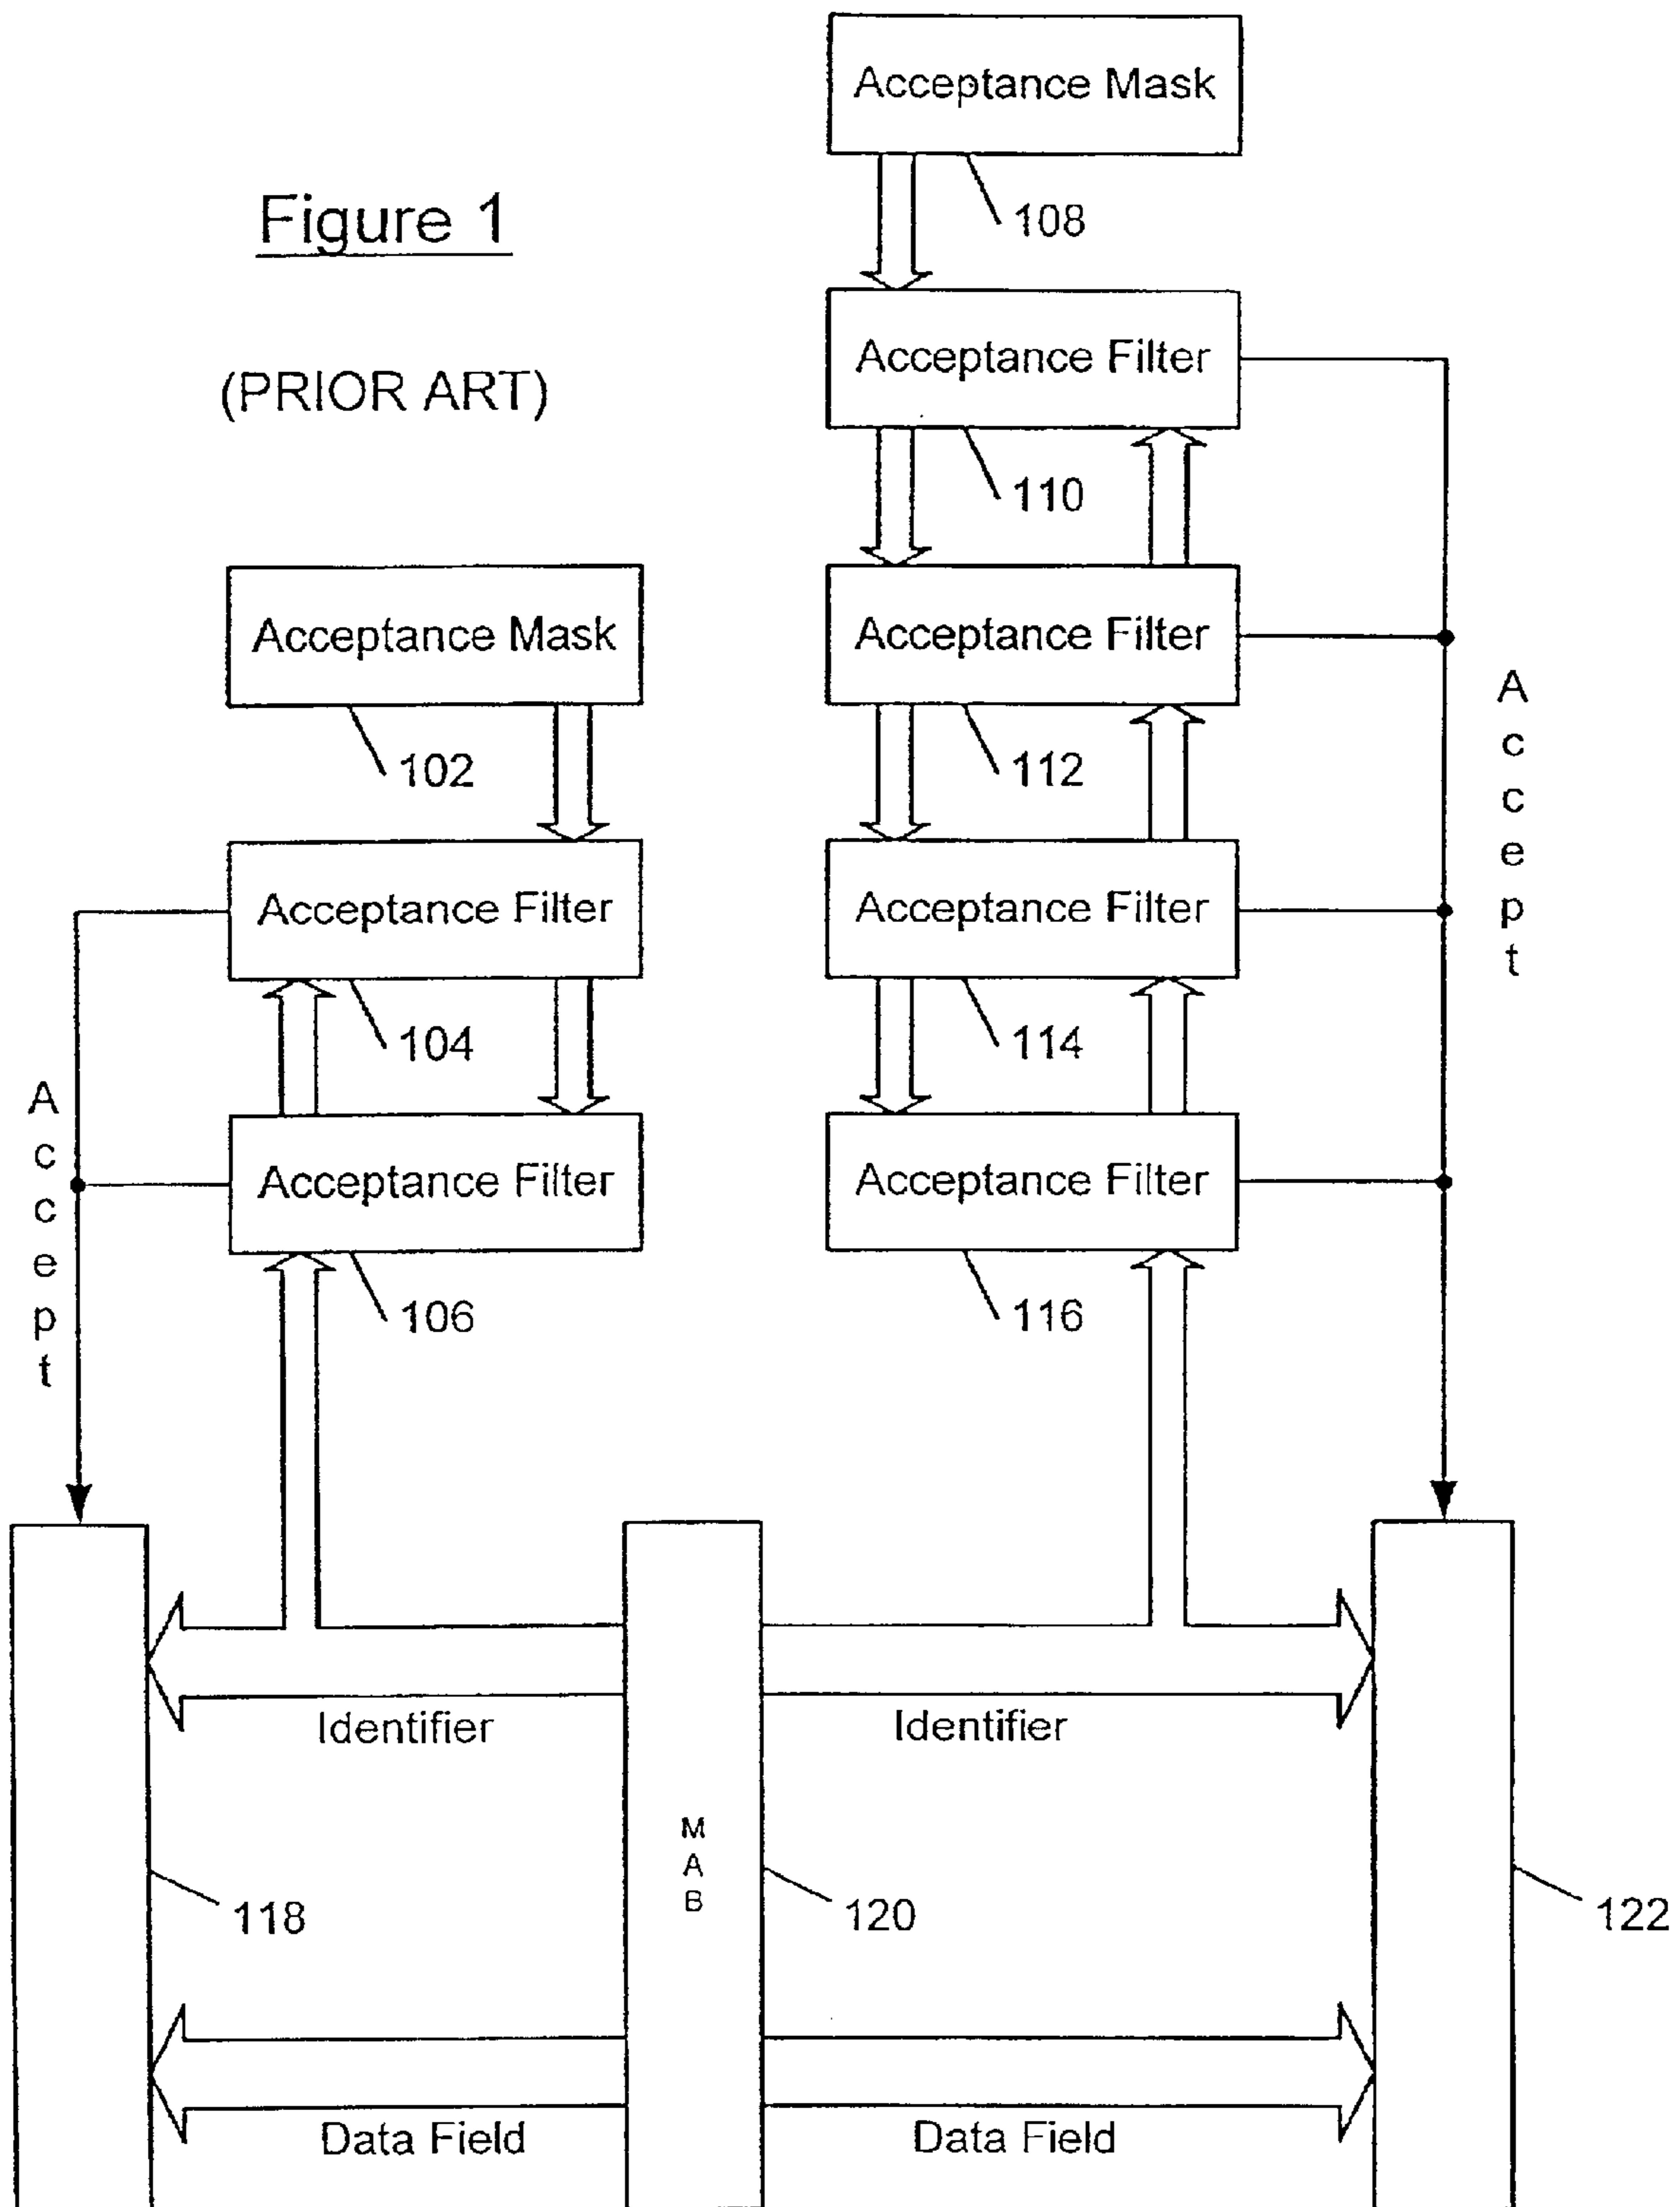 Figure 1
(PRIOR ART)
Acceptance Mask
108
Acceptance Filter
110
Acceptance Mask
102
Acceptance Filter
112
Accept
Acceptance Filter
104
Acceptance Filter
114
Accept
Acceptance Filter
106
Acceptance Filter
116
Identifier
Identifier
MAB
118
120
122
Data Field
Data Field